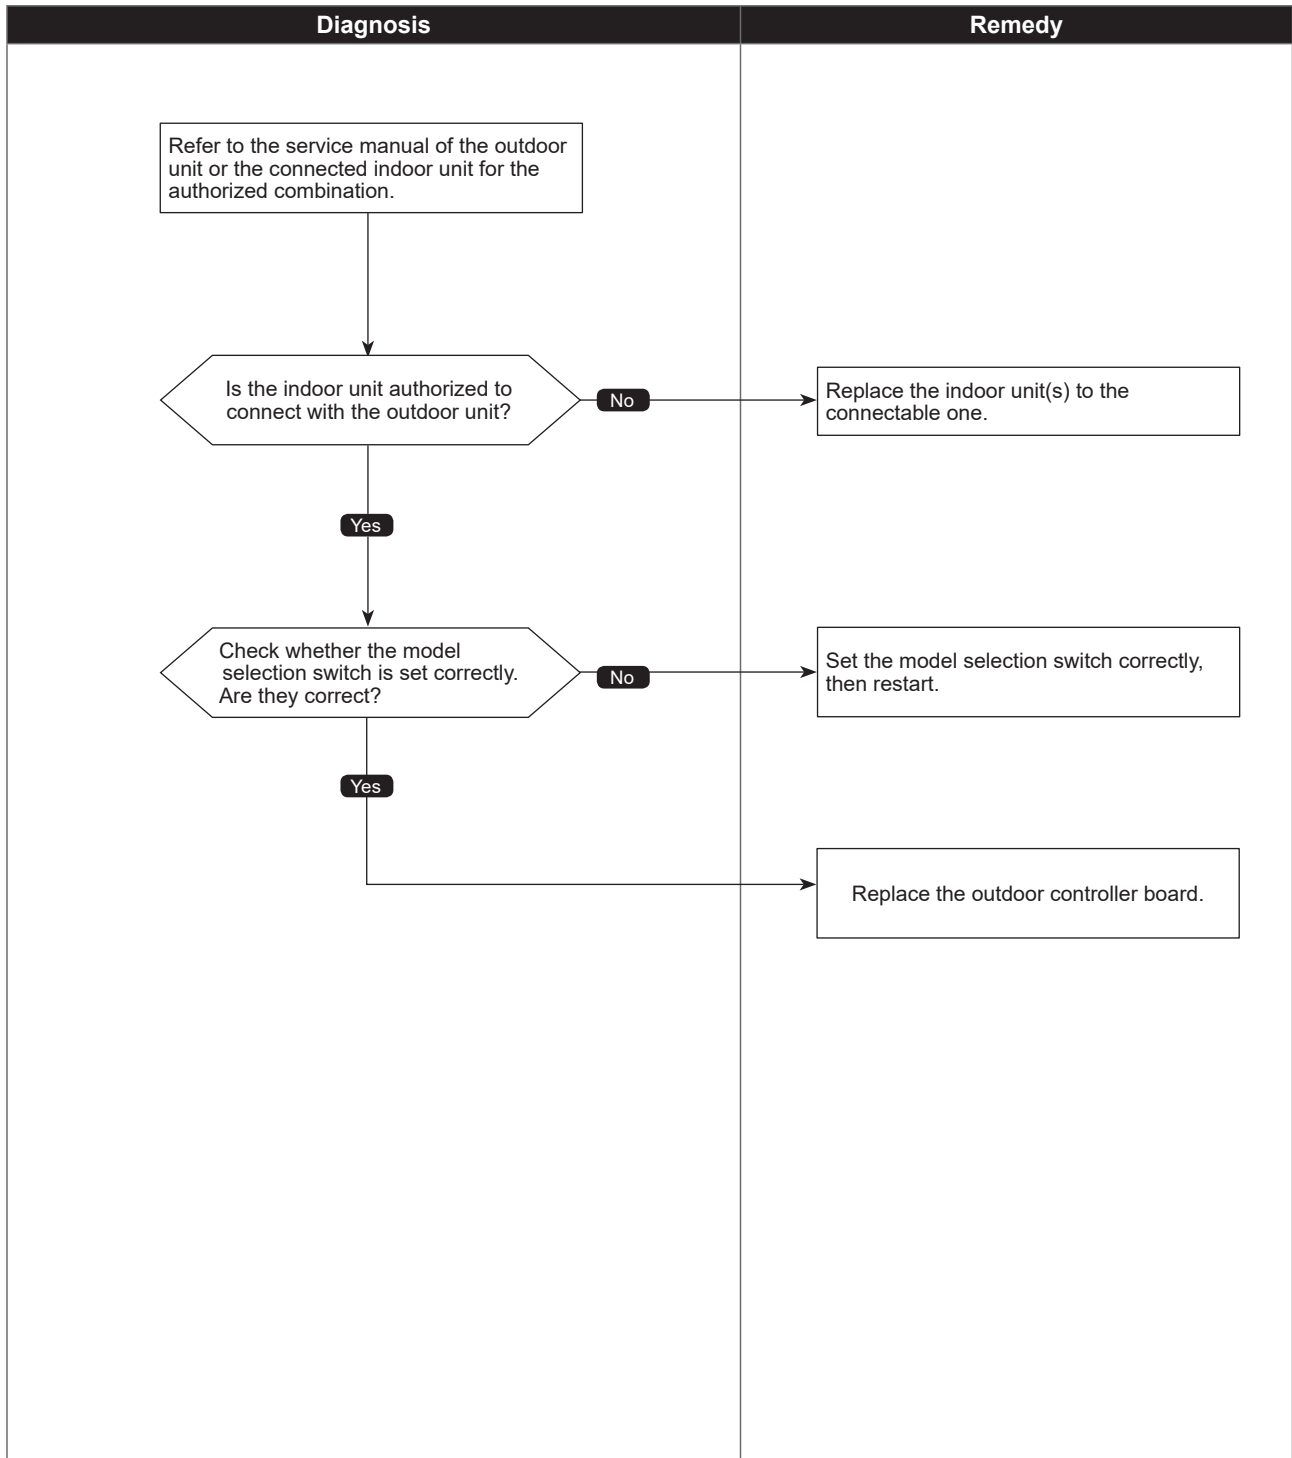 Diagnosis
Remedy
Refer to the service manual of the outdoor
unit or the connected indoor unit for the
authorized combination.
Is the indoor unit authorized to
connect with the outdoor unit?
No
Replace the indoor unit(s) to the
connectable one.
Yes
Check whether the model
selection switch is set correctly.
Are they correct?
No
Set the model selection switch correctly,
then restart.
Yes
Replace the outdoor controller board.